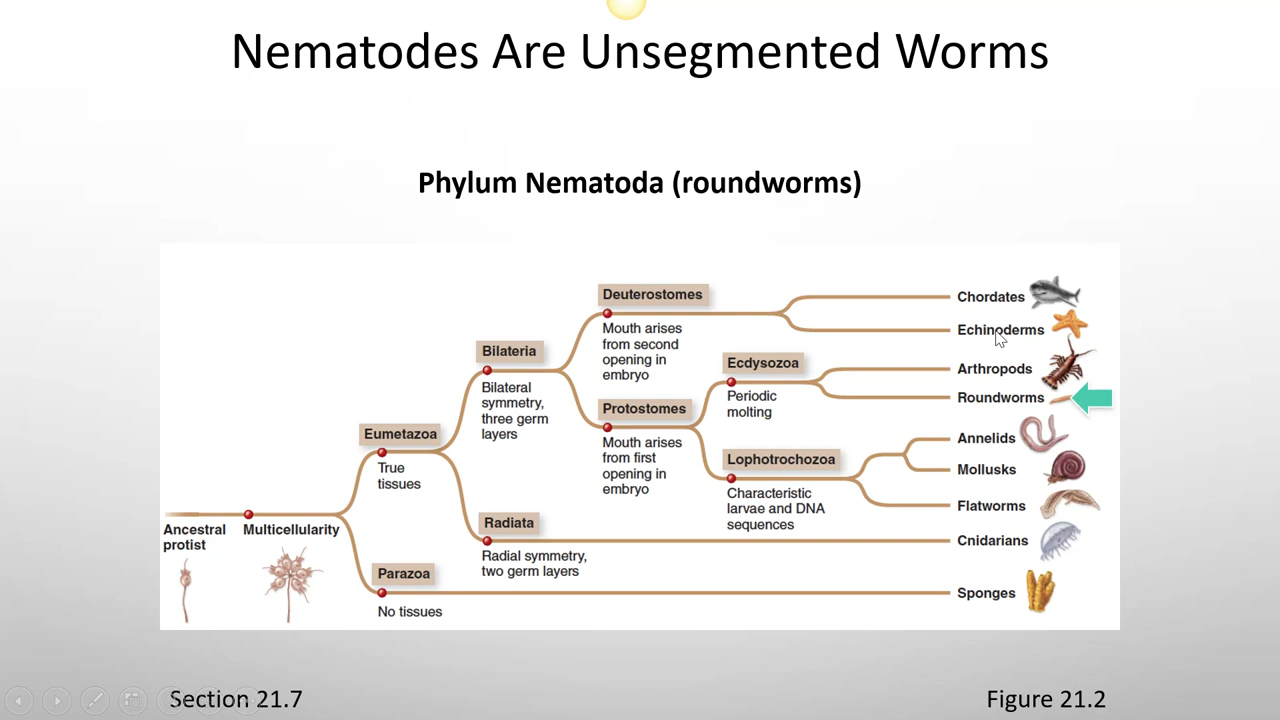 Nematodes Are Unsegmented Worms
Phylum Nematoda (roundworms)
Deuterostomes
Mouth arises
from second
opening in
embryo
Chordates
Echinoderms
Bilateria
Bilateral
symmetry,
three germ
layers
Ecdysozoa
Periodic
molting
Arthropods
Roundworms
Protostomes
Mouth arises
from first
opening in
embryo
Eumetazoa
True
tissues
Lophotrochozoa
Characteristic
larvae and DNA
sequences
Annelids
Mollusks
Flatworms
Radiata
Radial symmetry,
two germ layers
Cnidarians
Ancestral
protist
Multicellularity
Parazoa
No tissues
Sponges
Section 21.7
Figure 21.2